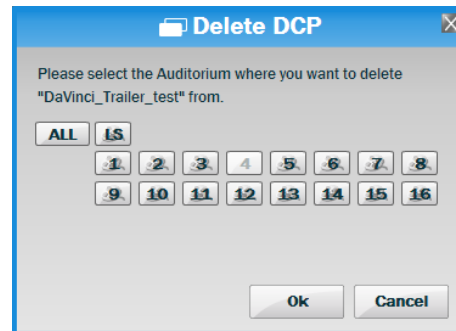 Delete DCP
Please select the Auditorium where you want to delete
"DaVinci_Trailer_test" from.
ALL LS
1 2 3 4 5 6 7 8
9 10 11 12 13 14 15 16
Ok Cancel